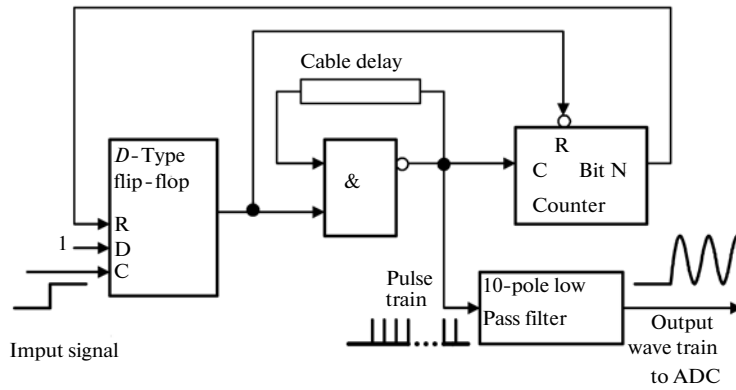 Cable delay
D-Type
flip-flop
R
D
C
1
&
R
C Bit N
Counter
Pulse
train
10-pole low
Pass filter
Imput signal
Output
wave train
to ADC